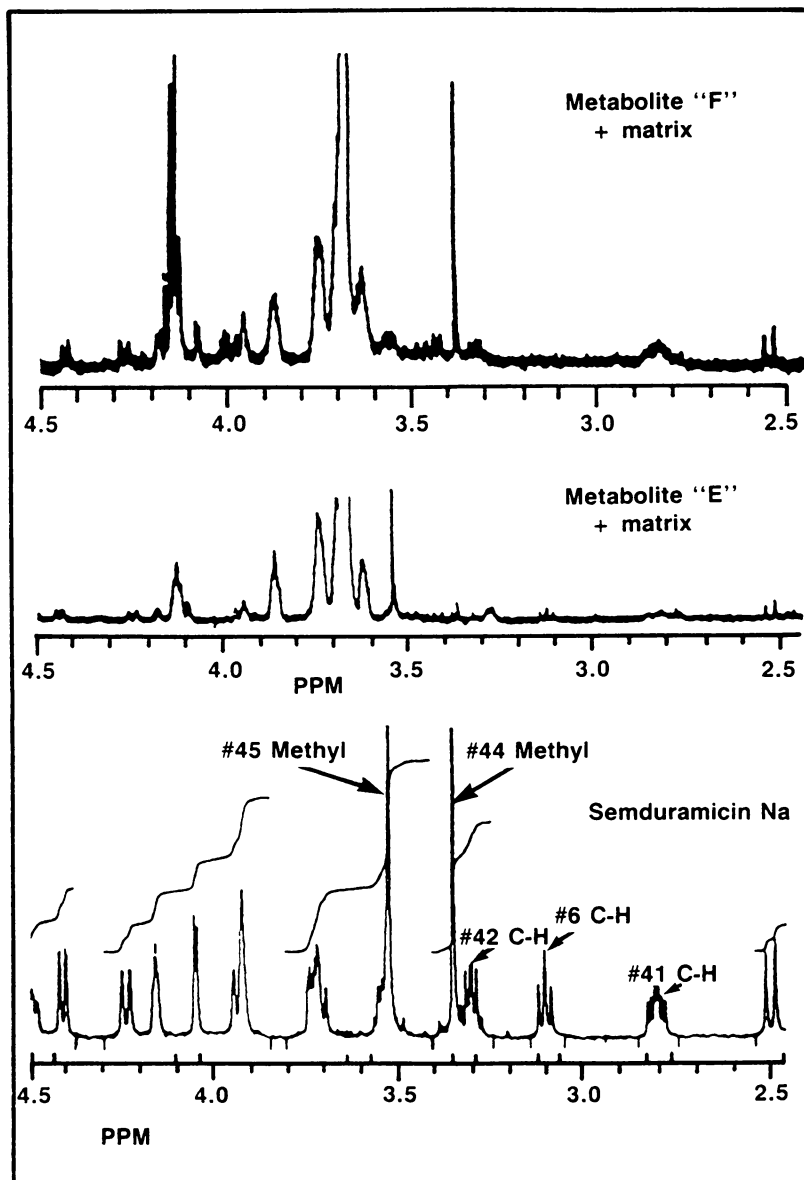 Metabolite "F"
+ matrix
4.5 4.0 3.5 3.0 2.5
Metabolite "E"
+ matrix
4.5 4.0 3.5 3.0 2.5
PPM
#45 Methyl #44 Methyl
Semduramicin Na
#42 C-H #6 C-H
#41 C-H
4.5 4.0 3.5 3.0 2.5
PPM